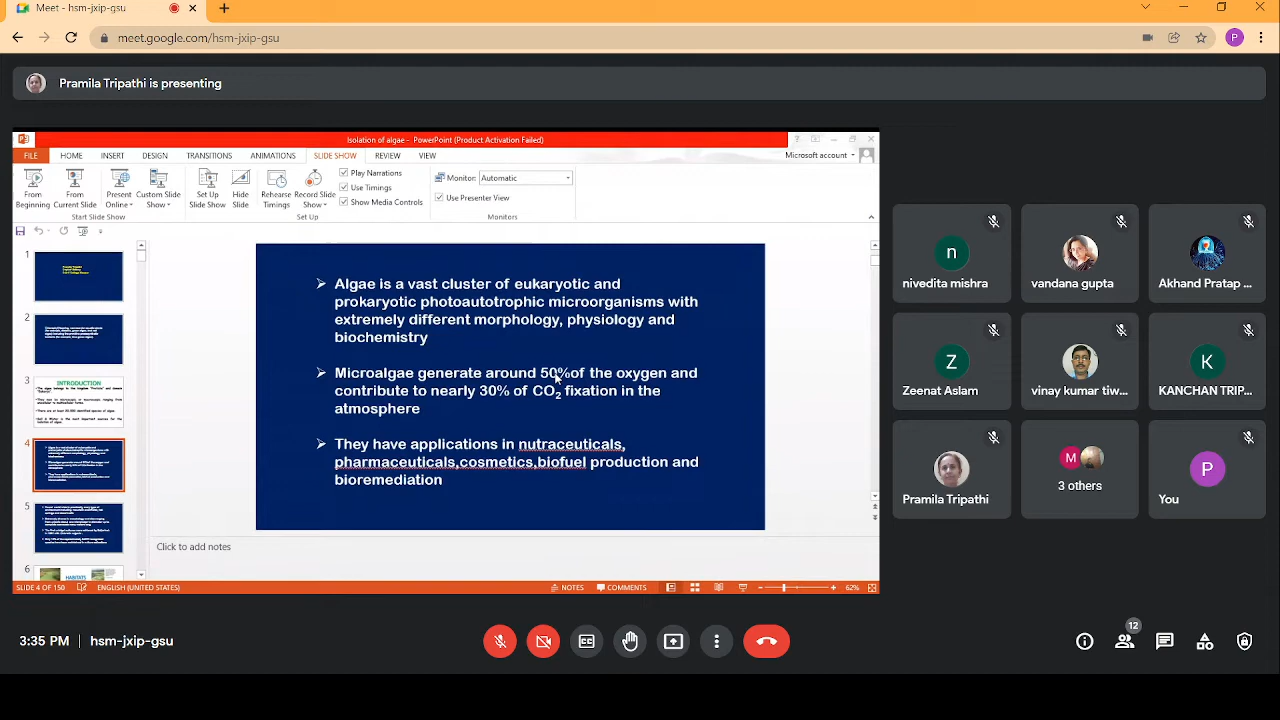 Meet - hsm-jxip-gsu
meet.google.com/hsm-jxip-gsu
P
Pramila Tripathi is presenting
Isolation of algae - PowerPoint (Product Activation Failed)
FILE HOME INSERT DESIGN TRANSITIONS ANIMATIONS SLIDE SHOW REVIEW VIEW
Microsoft account
From Beginning
From Current Slide
Present Online
Custom Slide Show
Start Slide Show
Set Up Slide Show
Hide Slide
Rehearse Timings
Record Slide Show
Play Narrations
Use Timings
Show Media Controls
Set Up
Monitor: Automatic
Use Presenter View
Monitors
1
2
3
INTRODUCTION
4
5
6
HABITATS
Algae is a vast cluster of eukaryotic and
prokaryotic photoautotrophic microorganisms with
extremely different morphology, physiology and
biochemistry
Microalgae generate around 50%of the oxygen and
contribute to nearly 30% of CO2 fixation in the
atmosphere
They have applications in nutraceuticals,
pharmaceuticals,cosmetics,biofuel production and
bioremediation
Click to add notes
SLIDE 4 OF 150 ENGLISH (UNITED STATES) NOTES COMMENTS 62%
n
nivedita mishra
vandana gupta
Akhand Pratap ...
Z
Zeenat Aslam
vinay kumar tiw...
K
KANCHAN TRIP...
Pramila Tripathi
M
3 others
P
You
3:35 PM | hsm-jxip-gsu
12